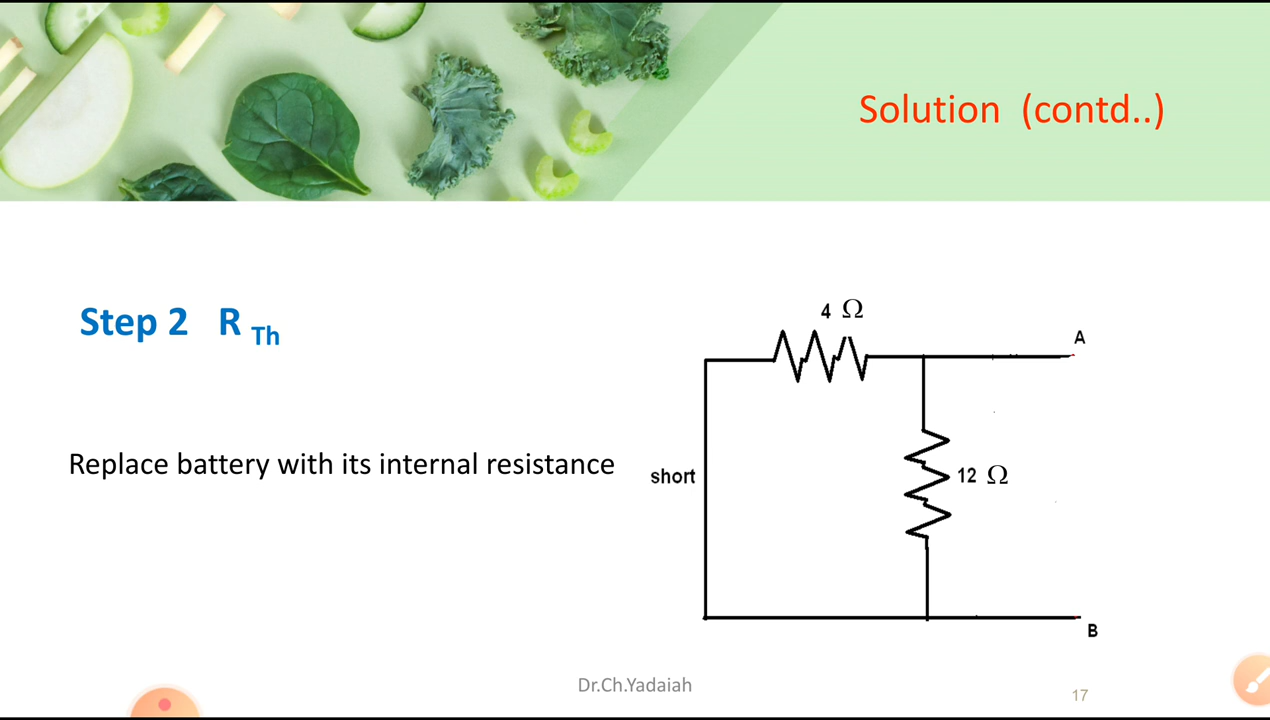 Solution (contd..)
Step 2 R Th
4 Ω
A
Replace battery with its internal resistance
short
12 Ω
B
Dr.Ch.Yadaiah
17